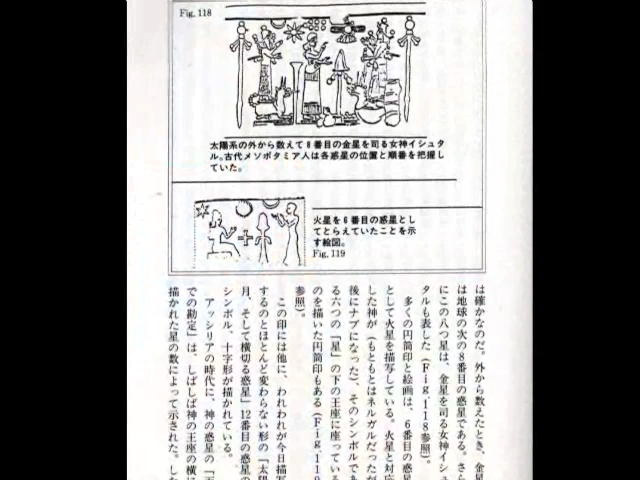 Fig. 118
太陽系の外から数えて8番目の金星を司る女神イシュタ
ル。古代メソポタミア人は各惑星の位置と順番を把握し
ていた。
火星を6番目の惑星とし
てとらえていたことを示
す絵図。
Fig. 119
は確かなのだ。外から数えたとき、金星
は地球の次の8番目の惑星である。さら
にこの八つ星は、金星を司る女神イシュ
タルも表した(Fig.118参照)。
多くの円筒印と絵画は、6番目の惑星
として火星を描写している。火星と対応
した神が(もともとはネルガルだったが
後にナブになった)、そのシンボルであ
る六つの「星」の下の王座に座っている
のを描いた円筒印もある(Fig.119
参照)。
この印には他に、われわれが今日描写
するのとほとんど変わらない形の「太陽
月、そして横切る惑星」12番目の惑星の
シンボル、十字形が描かれている。
アッシリアの時代に、神の惑星の「天
での勘定」は、しばしば神の王座の横に
描かれた星の数によって示された。した